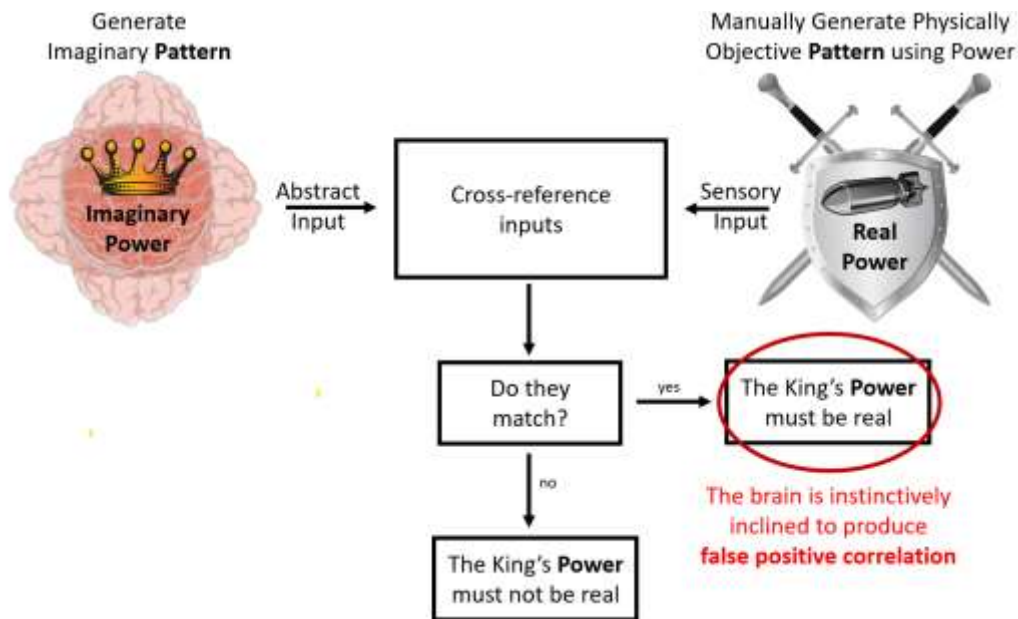 Generate
Imaginary Pattern
Manually Generate Physically
Objective Pattern using Power
Imaginary
Power
Abstract
Input
Cross-reference
inputs
Sensory
Input
Real
Power
Do they
match?
yes
The King's Power
must be real
no
The brain is instinctively
inclined to produce
false positive correlation
The King's Power
must not be real